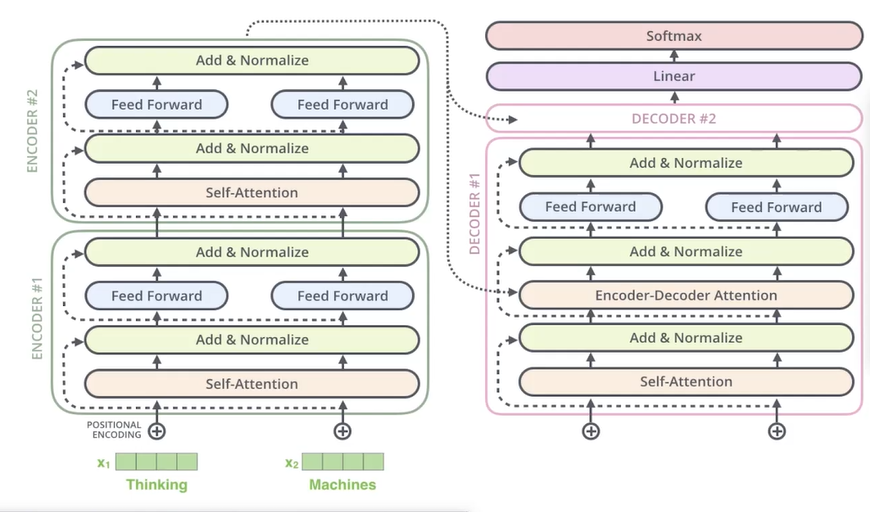 ENCODER #2
Add & Normalize
Feed Forward
Feed Forward
Add & Normalize
Self-Attention
ENCODER #1
Add & Normalize
Feed Forward
Feed Forward
Add & Normalize
Self-Attention
POSITIONAL
ENCODING
x₁
x₂
Thinking
Machines
Softmax
Linear
DECODER #2
DECODER #1
Add & Normalize
Feed Forward
Feed Forward
Add & Normalize
Encoder-Decoder Attention
Add & Normalize
Self-Attention